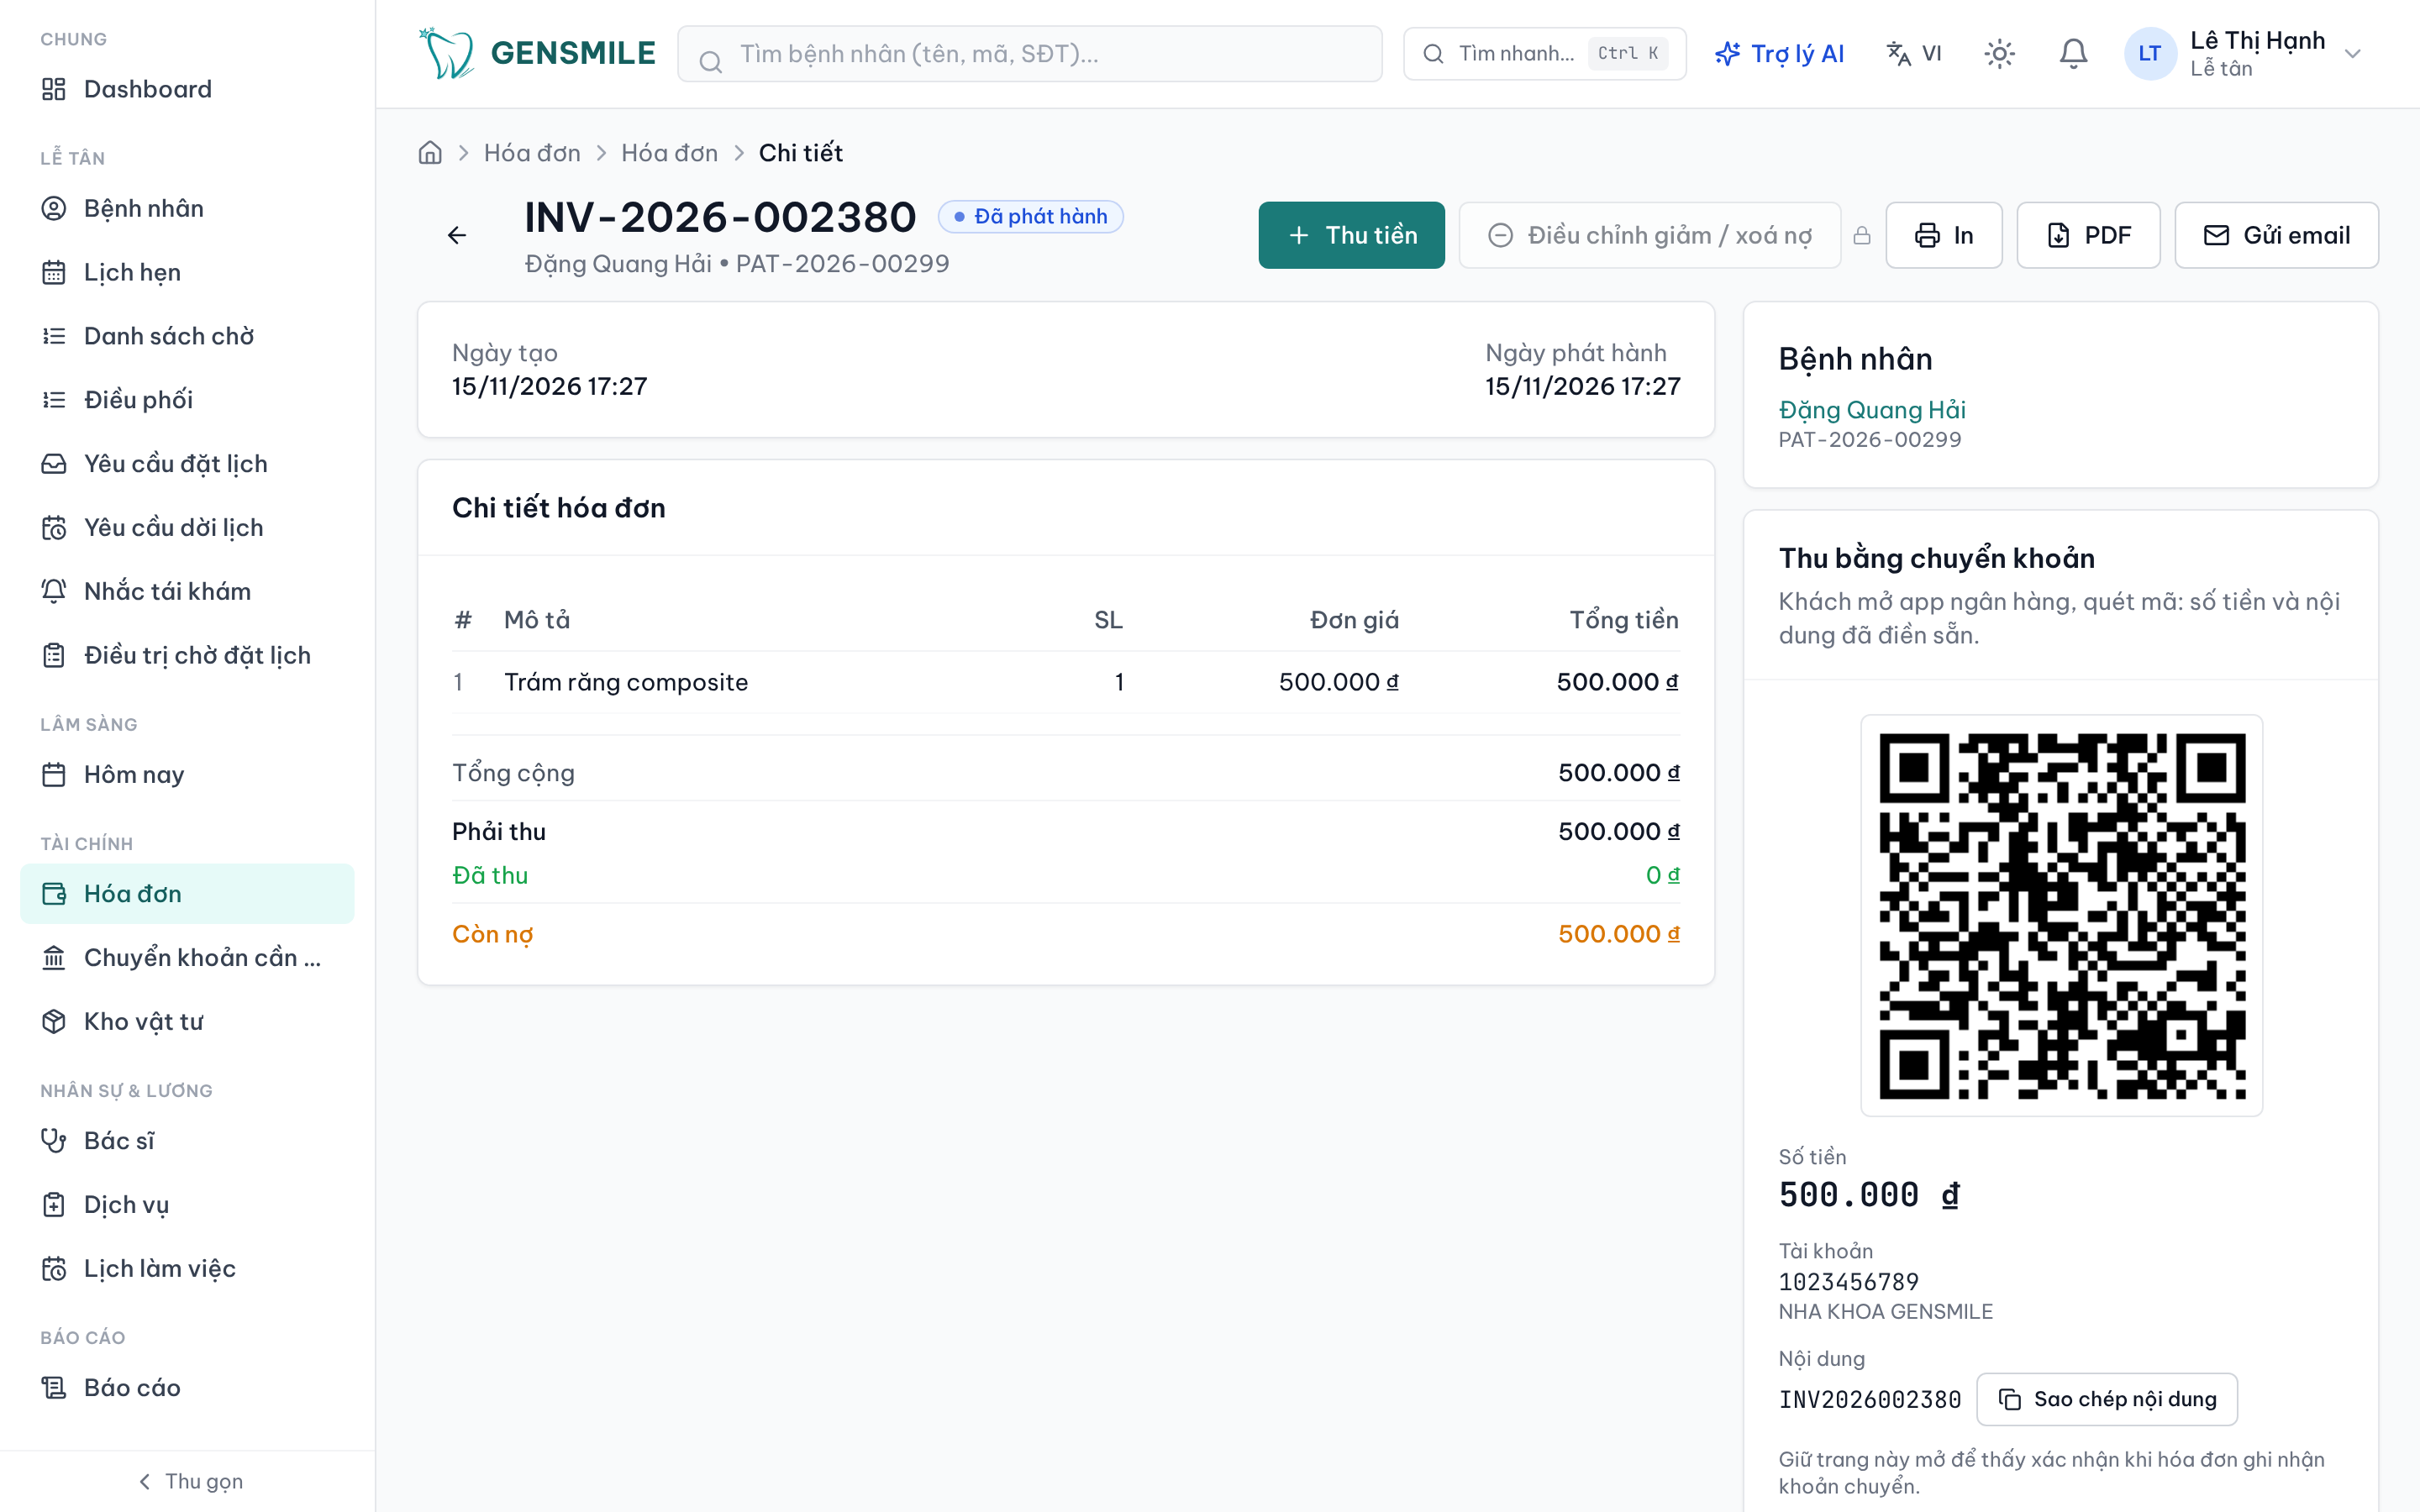 CHUNG
Dashboard
LỄ TÂN
Bệnh nhân
Lịch hẹn
Danh sách chờ
Điều phối
Yêu cầu đặt lịch
Yêu cầu dời lịch
Nhắc tái khám
Điều trị chờ đặt lịch
LÂM SÀNG
Hôm nay
TÀI CHÍNH
Hóa đơn
Chuyển khoản cần ...
Kho vật tư
NHÂN SỰ & LƯƠNG
Bác sĩ
Dịch vụ
Lịch làm việc
BÁO CÁO
Báo cáo
Thu gọn
GENSMILE
Tìm bệnh nhân (tên, mã, SĐT)...
Tìm nhanh... Ctrl K
Trợ lý AI
VI
LT
Lê Thị Hạnh
Lễ tân
Hóa đơn Hóa đơn Chi tiết
INV-2026-002380 Đã phát hành
Đặng Quang Hải • PAT-2026-00299
Thu tiền
Điều chỉnh giảm / xoá nợ
In
PDF
Gửi email
Ngày tạo
15/11/2026 17:27
Ngày phát hành
15/11/2026 17:27
Chi tiết hóa đơn
# Mô tả SL Đơn giá Tổng tiền
1 Trám răng composite 1 500.000 ₫ 500.000 ₫
Tổng cộng 500.000 ₫
Phải thu 500.000 ₫
Đã thu 0 ₫
Còn nợ 500.000 ₫
Bệnh nhân
Đặng Quang Hải
PAT-2026-00299
Thu bằng chuyển khoản
Khách mở app ngân hàng, quét mã: số tiền và nội
dung đã điền sẵn.
Số tiền
500.000 ₫
Tài khoản
1023456789
NHA KHOA GENSMILE
Nội dung
INV2026002380 Sao chép nội dung
Giữ trang này mở để thấy xác nhận khi hóa đơn ghi nhận
khoản chuyển.